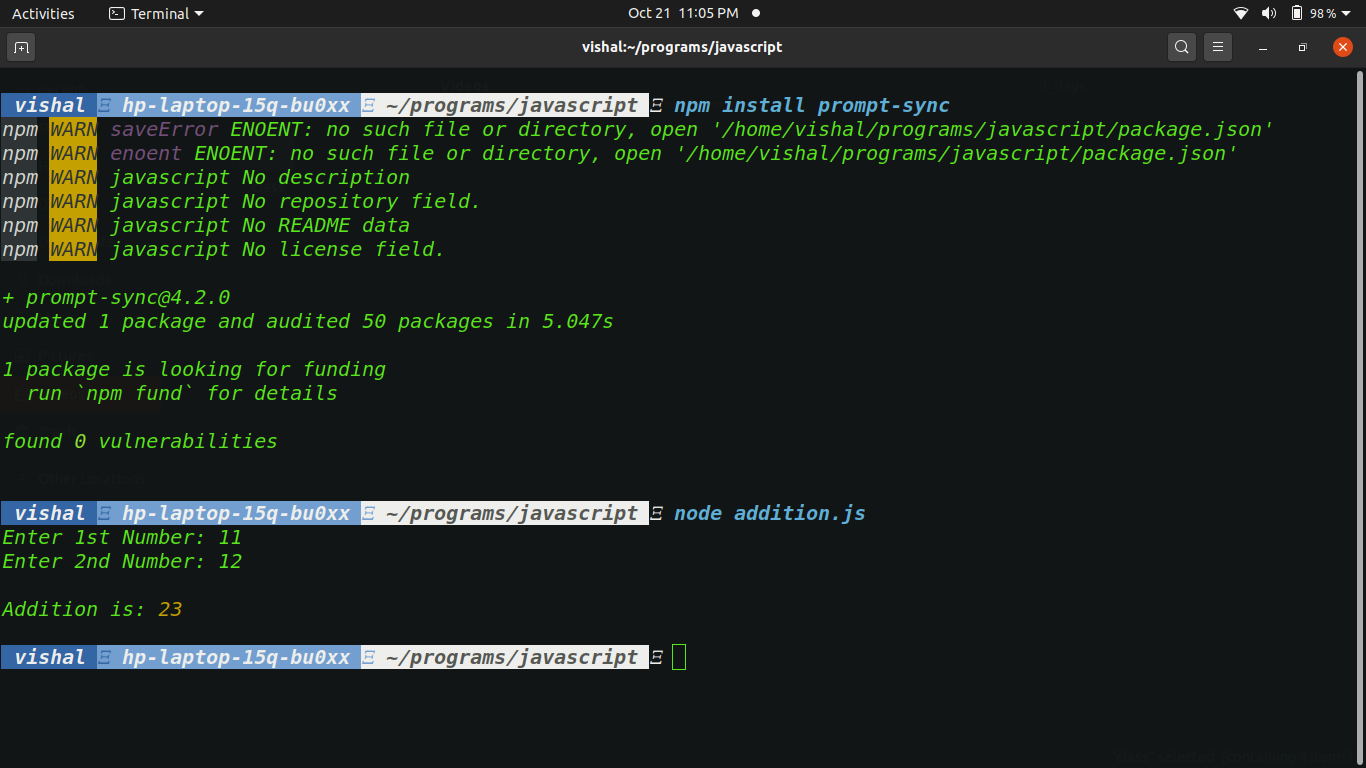 Activities Terminal Oct 21 11:05 PM 98%
vishal:~/programs/javascript
vishal Ξ hp-laptop-15q-bu0xx Ξ ~/programs/javascript Ξ npm install prompt-sync
npm WARN saveError ENOENT: no such file or directory, open '/home/vishal/programs/javascript/package.json'
npm WARN enoent ENOENT: no such file or directory, open '/home/vishal/programs/javascript/package.json'
npm WARN javascript No description
npm WARN javascript No repository field.
npm WARN javascript No README data
npm WARN javascript No license field.
+ prompt-sync@4.2.0
updated 1 package and audited 50 packages in 5.047s
1 package is looking for funding
run `npm fund` for details
found 0 vulnerabilities
vishal Ξ hp-laptop-15q-bu0xx Ξ ~/programs/javascript Ξ node addition.js
Enter 1st Number: 11
Enter 2nd Number: 12
Addition is: 23
vishal Ξ hp-laptop-15q-bu0xx Ξ ~/programs/javascript Ξ